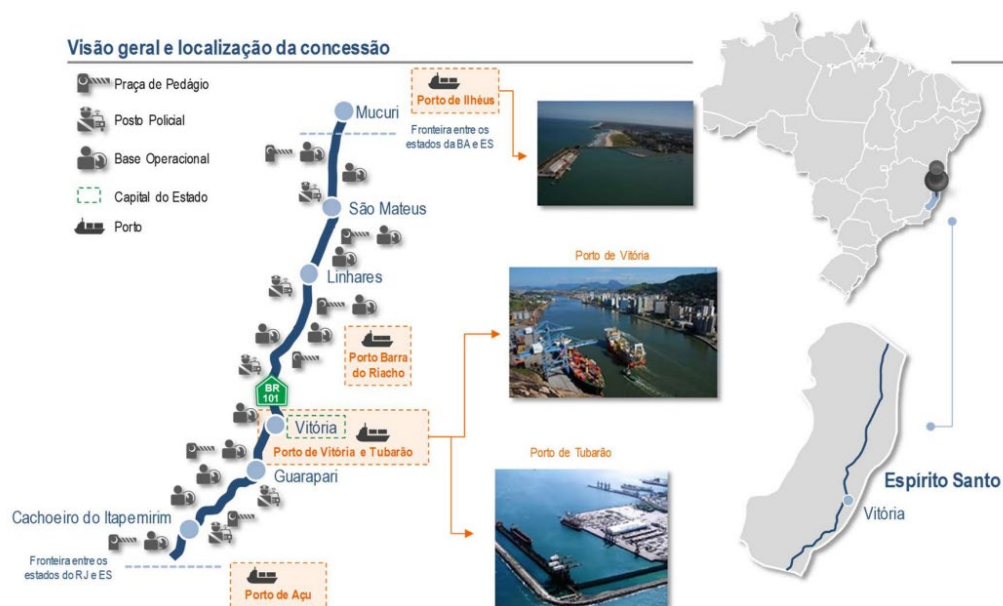 Visão geral e localização da concessão
Praça de Pedágio
Posto Policial
Base Operacional
Capital do Estado
Porto
Mucuri
Porto de Ilhéus
Fronteira entre os
estados da BA e ES
São Mateus
Linhares
Porto Barra
do Riacho
BR
101
Vitória
Porto de Vitória e Tubarão
Guarapari
Cachoeiro do Itapemirim
Fronteira entre os
estados do RJ e ES
Porto de Açu
Porto de Vitória
Porto de Tubarão
Espírito Santo
Vitória